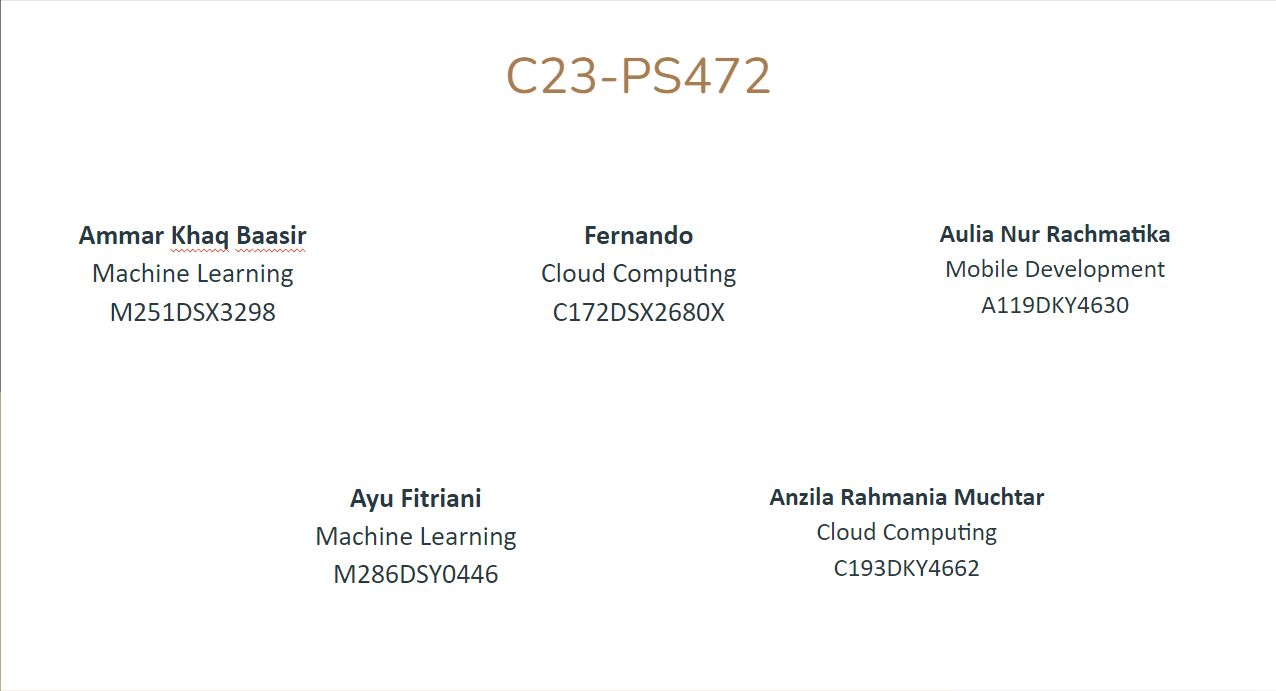 C23-PS472
Ammar Khaq Baasir
Machine Learning
M251DSX3298
Fernando
Cloud Computing
C172DSX2680X
Aulia Nur Rachmatika
Mobile Development
A119DKY4630
Ayu Fitriani
Machine Learning
M286DSY0446
Anzila Rahmania Muchtar
Cloud Computing
C193DKY4662